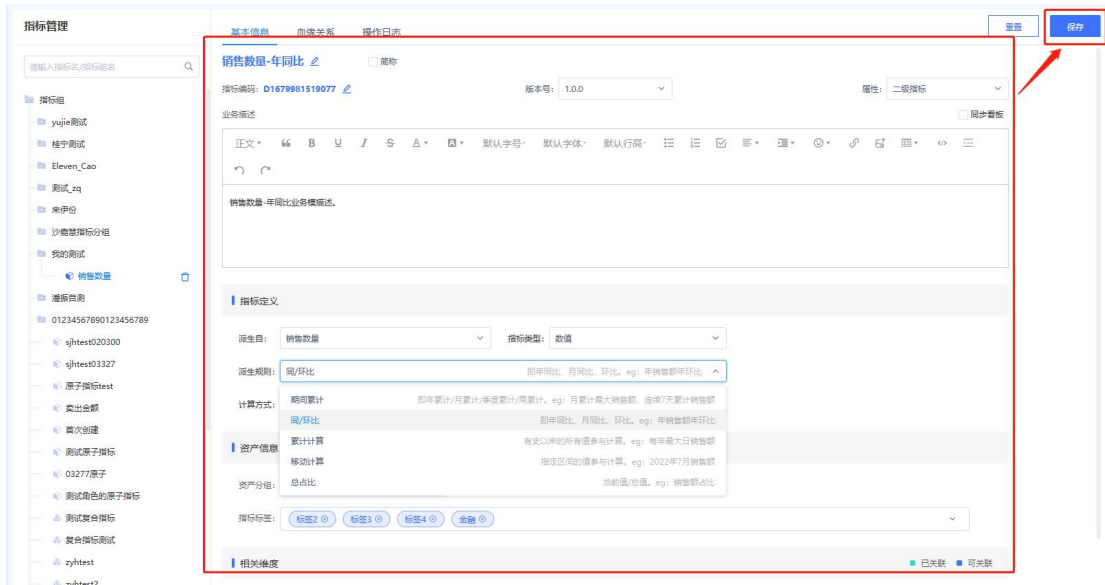 指标管理
基本信息 血缘关系 操作日志
重置 保存
请输入指标名/指标组名
销售数量-年同比 简称
指标编码: D1679981519077 版本号: 1.0.0 属性: 二级指标
业务描述 同步看板
正文 B U I S A A 默认字号 默认字体 默认行高
销售数量-年同比业务模描述。
指标组
yujie测试
桂宁测试
Eleven_Cao
测试_zq
来伊份
沙熠慧指标分组
我的测试
销售数量
潘振自测
01234567890123456789
sjhtest020300
sjhtest03327
原子指标test
卖出金额
首次创建
测试原子指标
03277原子
测试角色的原子指标
测试复合指标
复合指标测试
zyhtest
zyhtest2
指标定义
派生自: 销售数量 指标类型: 数值
派生规则: 同/环比 即年同比、月同比、环比。eg: 年销售额年环比
计算方式:
期间累计 即年累计/月累计/季度累计/周累计。eg: 月累计最大销售额、连续7天累计销售额
同/环比 即年同比、月同比、环比。eg: 年销售额年环比
累计计算 有史以来的所有值参与计算。eg: 每年最大日销售额
移动计算 指定区间的值参与计算。eg: 2022年7月销售额
总占比 当前值/总值。eg: 销售额占比
资产信息
资产分组:
指标标签: 标签2 标签3 标签4 金融
相关维度 已关联 可关联